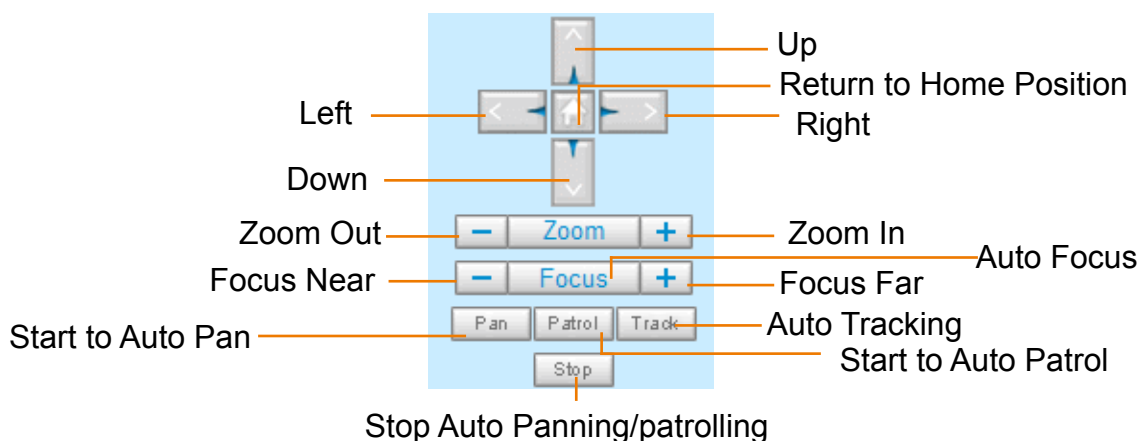 Up
Return to Home Position
Left
Right
Down
Zoom Out
− Zoom +
Zoom In
Auto Focus
Focus Near
− Focus +
Focus Far
Pan Patrol Track
Auto Tracking
Start to Auto Pan
Start to Auto Patrol
Stop
Stop Auto Panning/patrolling